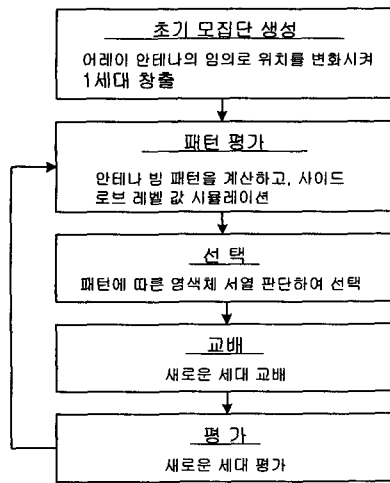 초기 모집단 생성
어레이 안테나의 임의로 위치를 변화시켜
1세대 창출
패턴 평가
안테나 빔 패턴을 계산하고, 사이드
로브 레벨 값 시뮬레이션
선 택
패턴에 따른 염색체 서열 판단하여 선택
교배
새로운 세대 교배
평 가
새로운 세대 평가